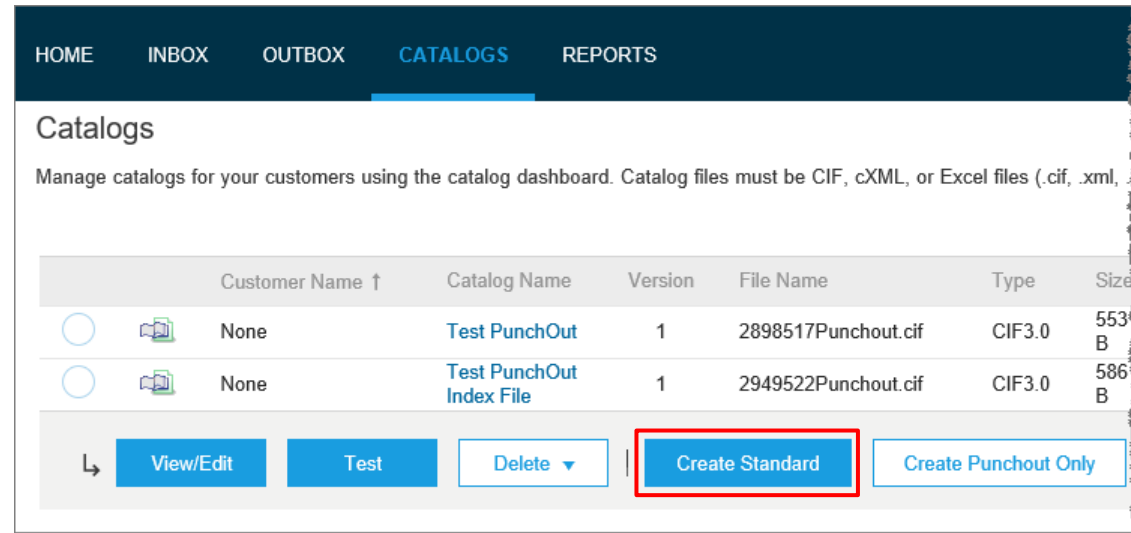 HOME INBOX OUTBOX CATALOGS REPORTS
Catalogs
Manage catalogs for your customers using the catalog dashboard. Catalog files must be CIF, cXML, or Excel files (.cif, .xml,
Customer Name ↑ Catalog Name Version File Name Type Size
None Test PunchOut 1 2898517Punchout.cif CIF3.0 553 B
None Test PunchOut Index File 1 2949522Punchout.cif CIF3.0 586 B
View/Edit Test Delete ▼ | Create Standard Create Punchout Only